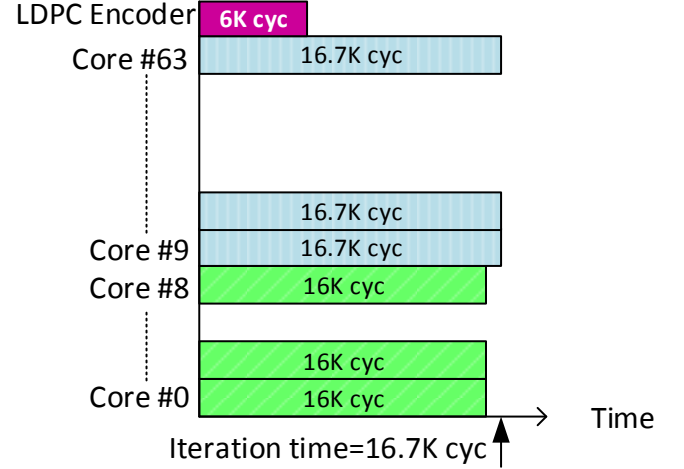 LDPC Encoder 6K cyc
Core #63 16.7K cyc
16.7K cyc
Core #9 16.7K cyc
Core #8 16K cyc
16K cyc
Core #0 16K cyc
Time
Iteration time=16.7K cyc